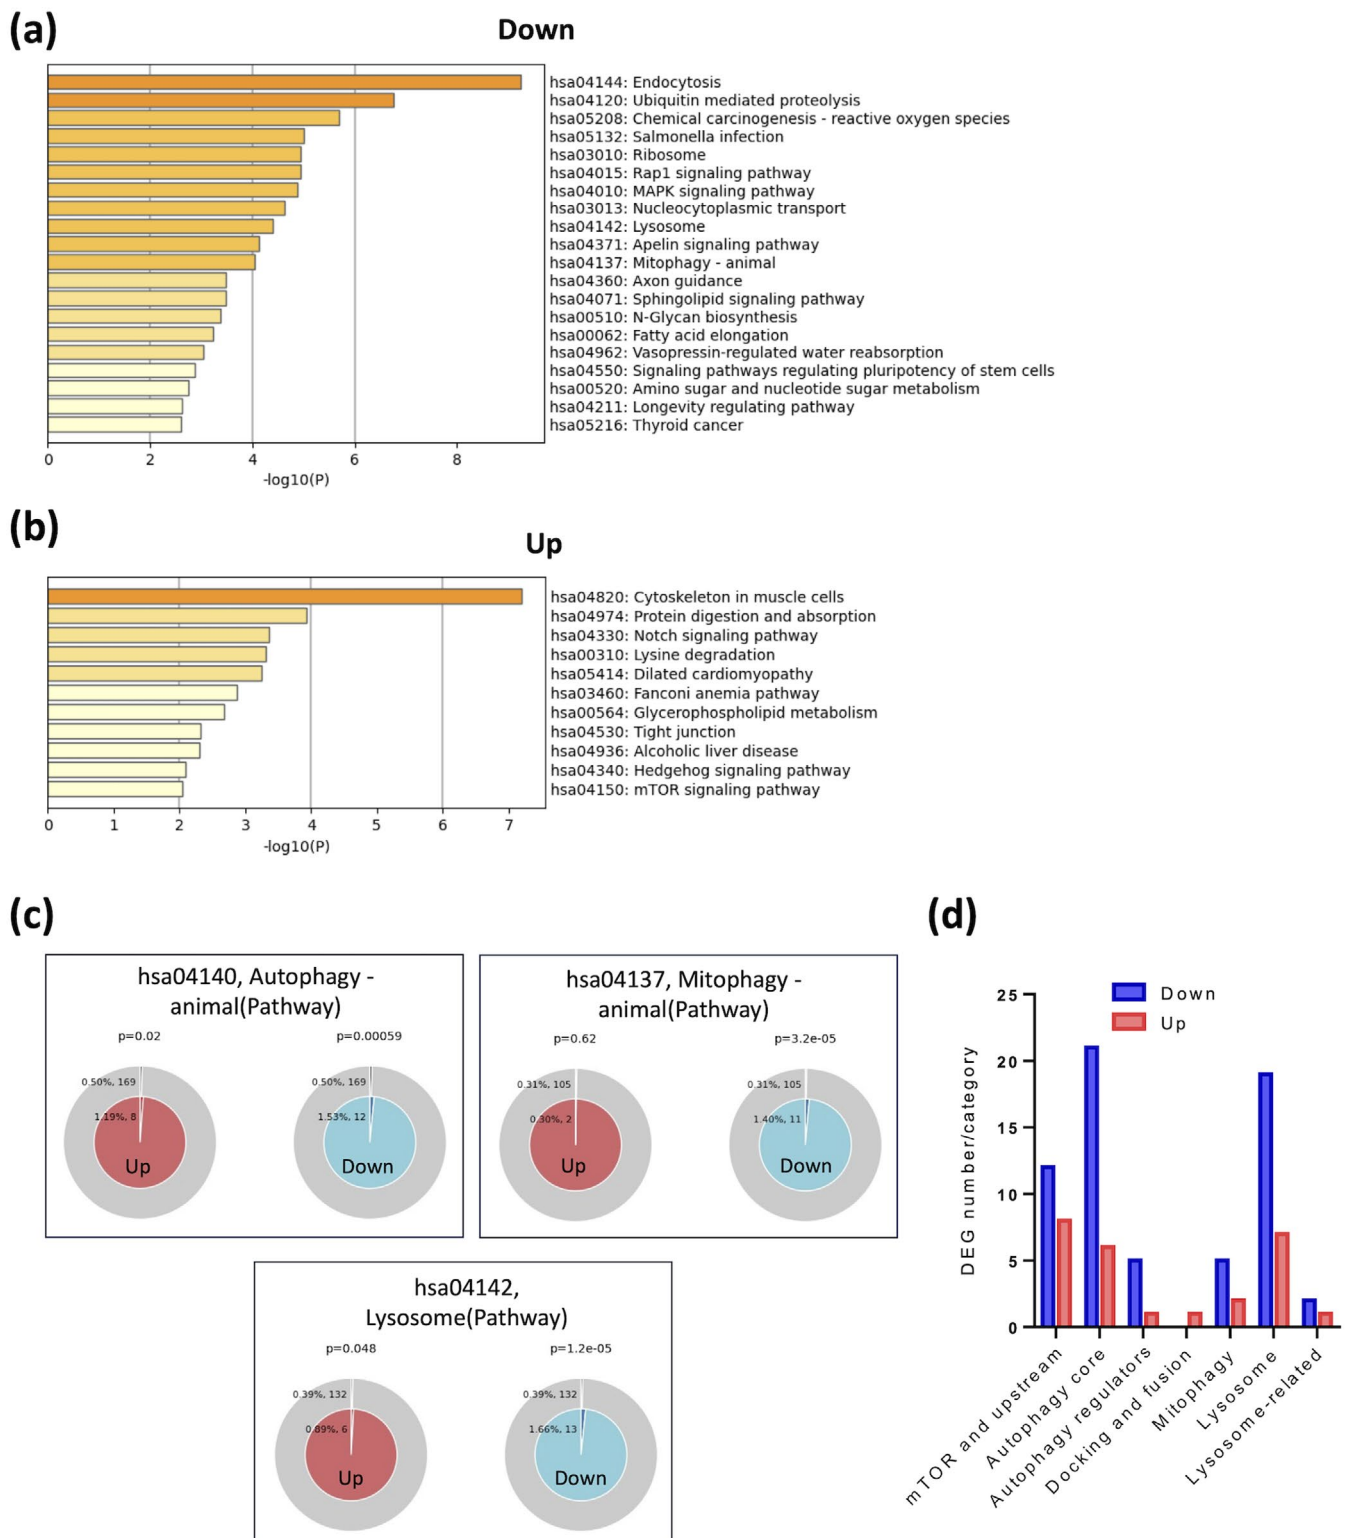 (a)
Down
hsa04144: Endocytosis
hsa04120: Ubiquitin mediated proteolysis
hsa05208: Chemical carcinogenesis - reactive oxygen species
hsa05132: Salmonella infection
hsa03010: Ribosome
hsa04015: Rap1 signaling pathway
hsa04010: MAPK signaling pathway
hsa03013: Nucleocytoplasmic transport
hsa04142: Lysosome
hsa04371: Apelin signaling pathway
hsa04137: Mitophagy - animal
hsa04360: Axon guidance
hsa04071: Sphingolipid signaling pathway
hsa00510: N-Glycan biosynthesis
hsa00062: Fatty acid elongation
hsa04962: Vasopressin-regulated water reabsorption
hsa04550: Signaling pathways regulating pluripotency of stem cells
hsa00520: Amino sugar and nucleotide sugar metabolism
hsa04211: Longevity regulating pathway
hsa05216: Thyroid cancer
0 2 4 6 8
-log10(P)
(b)
Up
hsa04820: Cytoskeleton in muscle cells
hsa04974: Protein digestion and absorption
hsa04330: Notch signaling pathway
hsa00310: Lysine degradation
hsa05414: Dilated cardiomyopathy
hsa03460: Fanconi anemia pathway
hsa00564: Glycerophospholipid metabolism
hsa04530: Tight junction
hsa04936: Alcoholic liver disease
hsa04340: Hedgehog signaling pathway
hsa04150: mTOR signaling pathway
0 1 2 3 4 5 6 7
-log10(P)
(c)
hsa04140, Autophagy -
animal(Pathway)
p=0.02
p=0.00059
0.50%, 169
1.19%, 8
Up
0.50%, 169
1.53%, 12
Down
hsa04137, Mitophagy -
animal(Pathway)
p=0.62
p=3.2e-05
0.31%, 105
0.30%, 2
Up
0.31%, 105
1.40%, 11
Down
hsa04142,
Lysosome(Pathway)
p=0.048
p=1.2e-05
0.39%, 132
0.89%, 6
Up
0.39%, 132
1.66%, 13
Down
(d)
Down
Up
DEG number/category
25
20
15
10
5
0
mTOR and upstream
Autophagy core
Autophagy regulators
Docking and fusion
Mitophagy
Lysosome
Lysosome-related